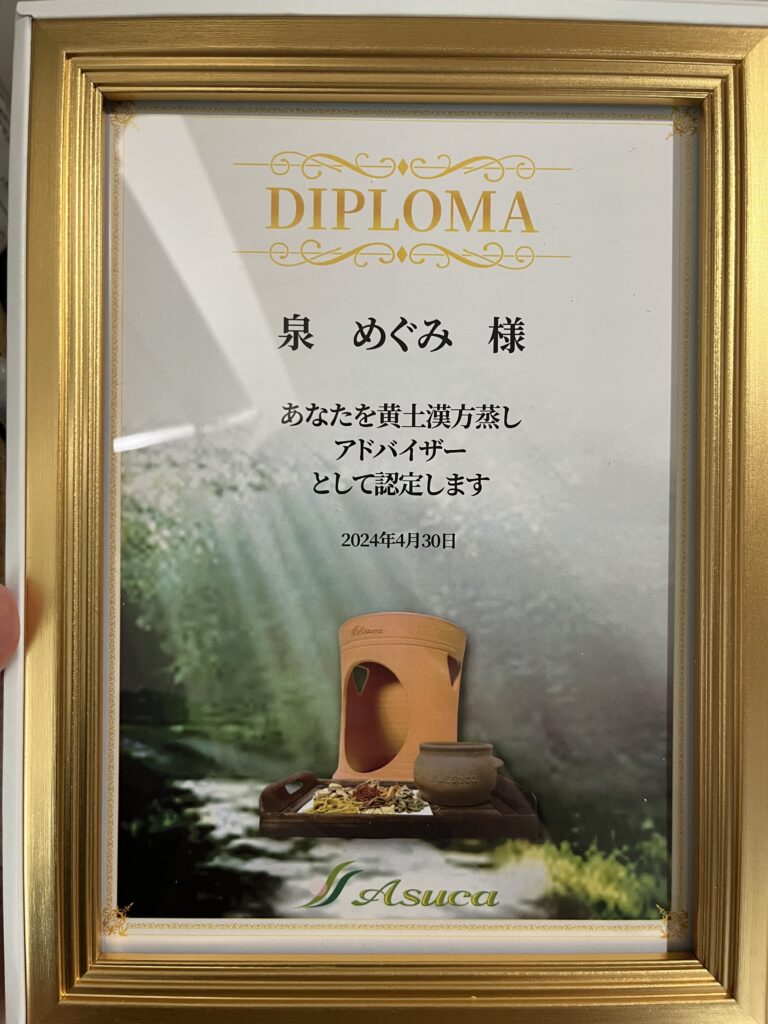 DIPLOMA
泉 めぐみ 様
あなたを黄土漢方蒸し
アドバイザー
として認定します
2024年4月30日
Asuca
Asuca
Asuca